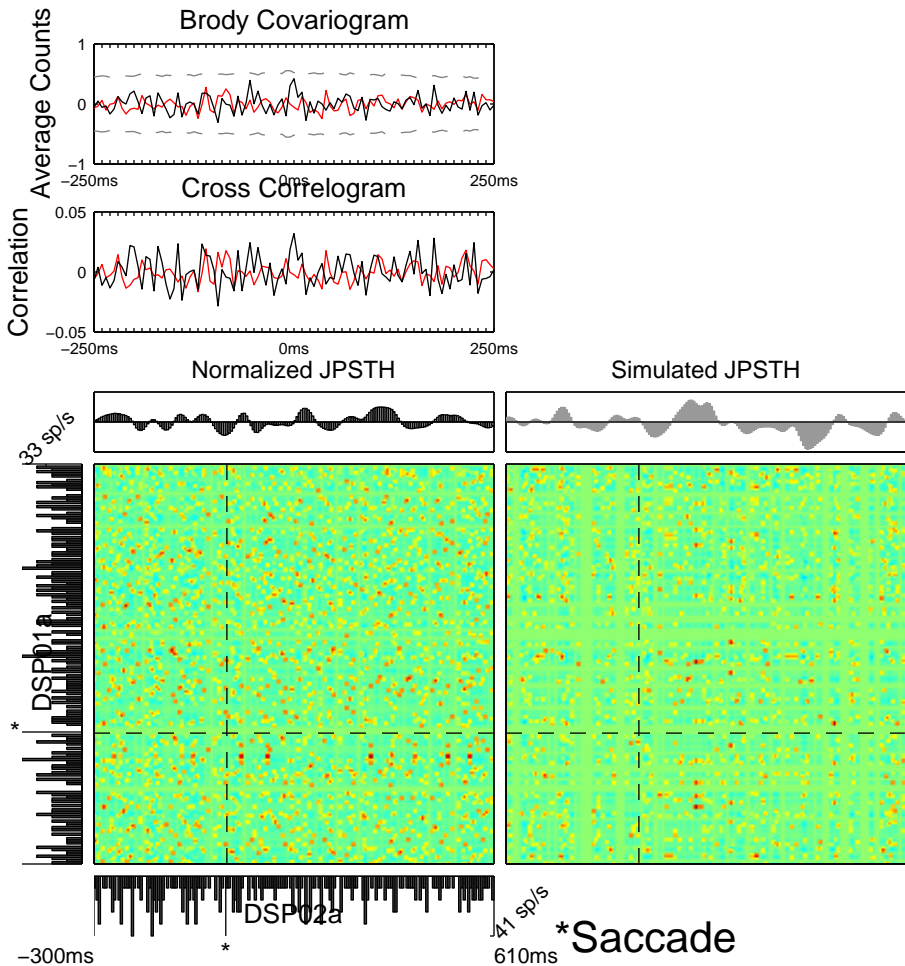 Brody Covariogram
Average Counts
1
0
−1
−250ms
0ms
250ms
Cross Correlogram
Correlation
0.05
0
−0.05
−250ms
0ms
250ms
Normalized JPSTH
Simulated JPSTH
33 sp/s
DSP01a
*
DSP02a
*
41 sp/s
−300ms
610ms
*Saccade